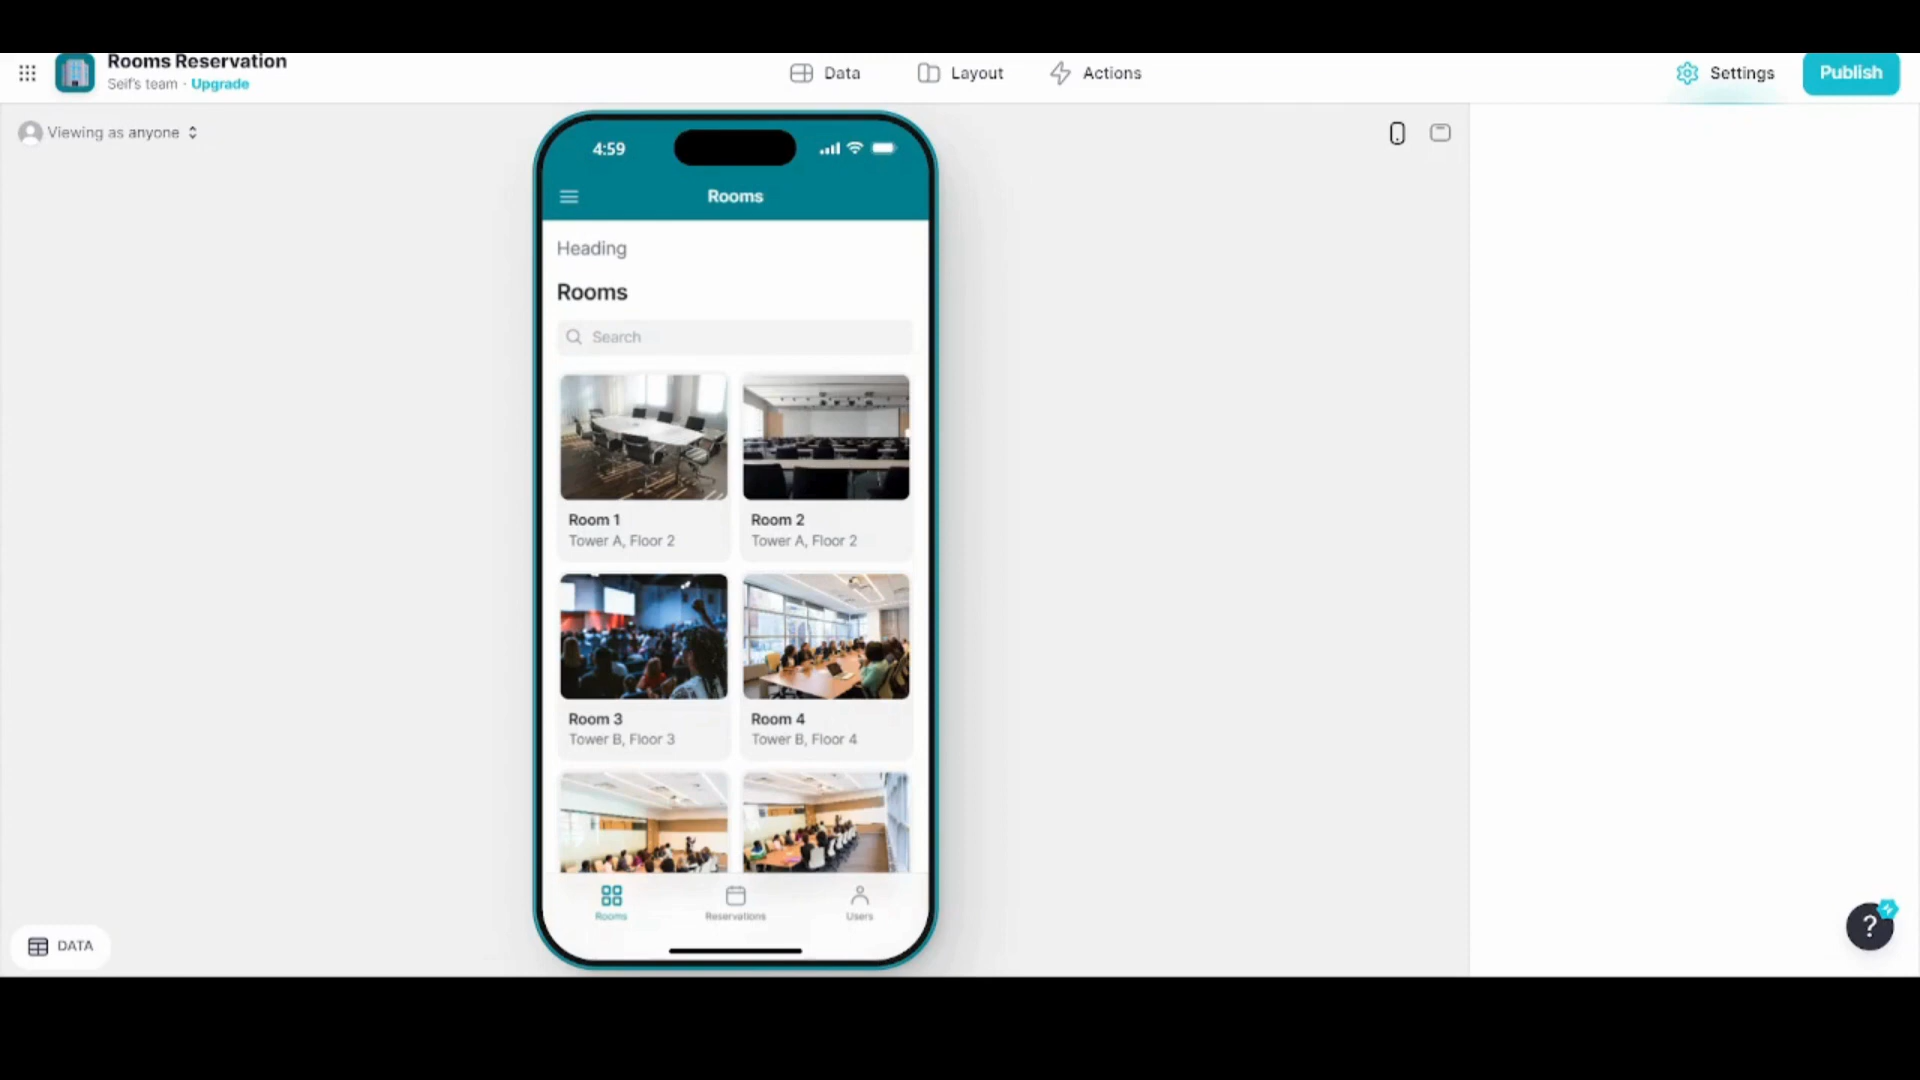 Rooms Reservation
Seif's team · Upgrade
Data
Layout
Actions
Settings
Publish
Viewing as anyone
4:59
Rooms
Heading
Rooms
Search
Room 1
Tower A, Floor 2
Room 2
Tower A, Floor 2
Room 3
Tower B, Floor 3
Room 4
Tower B, Floor 4
Rooms
Reservations
Users
DATA
?